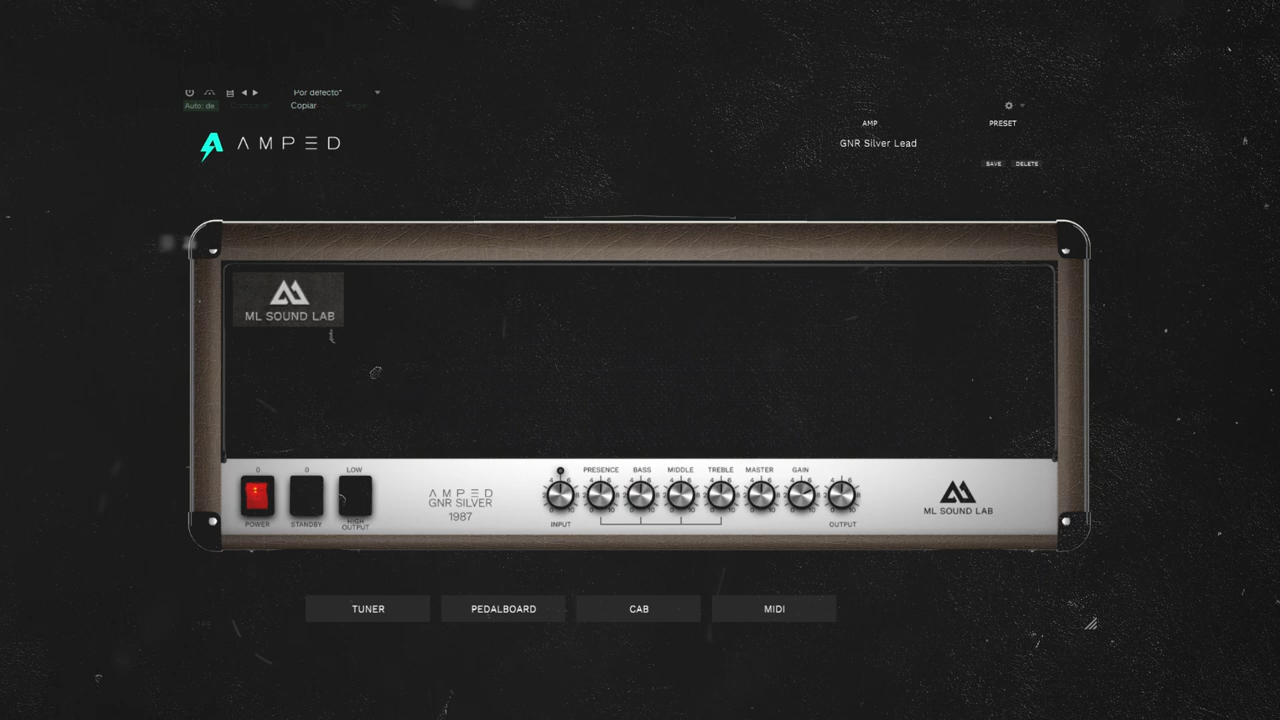 Por defecto*
Auto: de Comparar Copiar Pegar
AMP PRESET
AMPED GNR Silver Lead
SAVE DELETE
ML SOUND LAB
0 0 LOW PRESENCE BASS MIDDLE TREBLE MASTER GAIN
AMPED
GNR SILVER
1987
ML SOUND LAB
POWER STANDBY HIGH OUTPUT INPUT OUTPUT
TUNER PEDALBOARD CAB MIDI